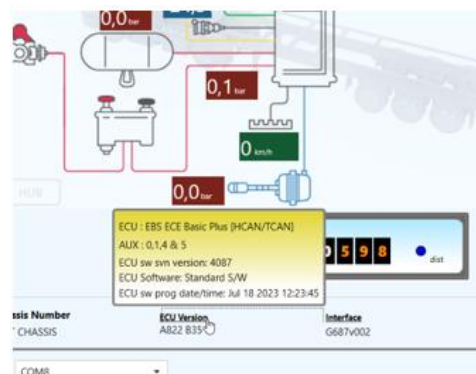 0,0 bar
0,1 bar
0 km/h
HUB
0,0 bar
ECU : EBS ECE Basic Plus [HCAN/TCAN]
AUX : 0,1,4 & 5
ECU sw svn version: 4087
ECU Software: Standard S/W
ECU sw prog date/time: Jul 18 2023 12:23:45
5 9 8
dist
ssis Number
ECU Version
Interface
CHASSIS
A822 B35
G687v002
COM8